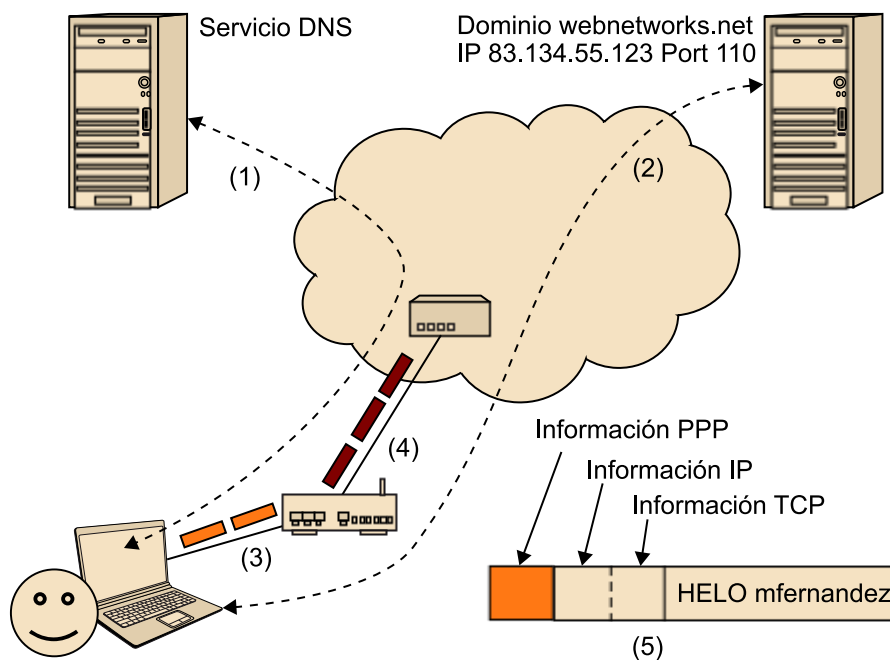 Servicio DNS
Dominio webnetworks.net
IP 83.134.55.123 Port 110
(1)
(2)
(3)
(4)
Información PPP
Información IP
Información TCP
HELO mfernandez
(5)